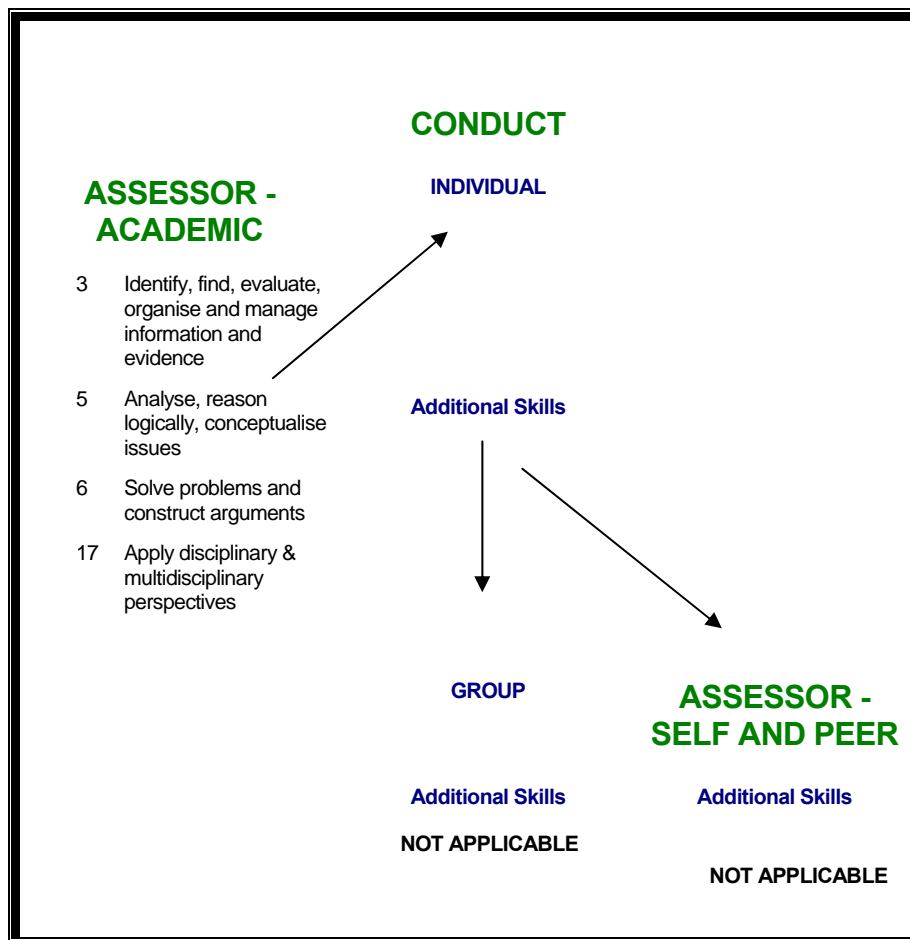 CONDUCT
INDIVIDUAL
ASSESSOR -
ACADEMIC
3 Identify, find, evaluate,
organise and manage
information and
evidence
5 Analyse, reason
logically, conceptualise
issues
6 Solve problems and
construct arguments
17 Apply disciplinary &
multidisciplinary
perspectives
Additional Skills
GROUP
Additional Skills
NOT APPLICABLE
ASSESSOR -
SELF AND PEER
Additional Skills
NOT APPLICABLE